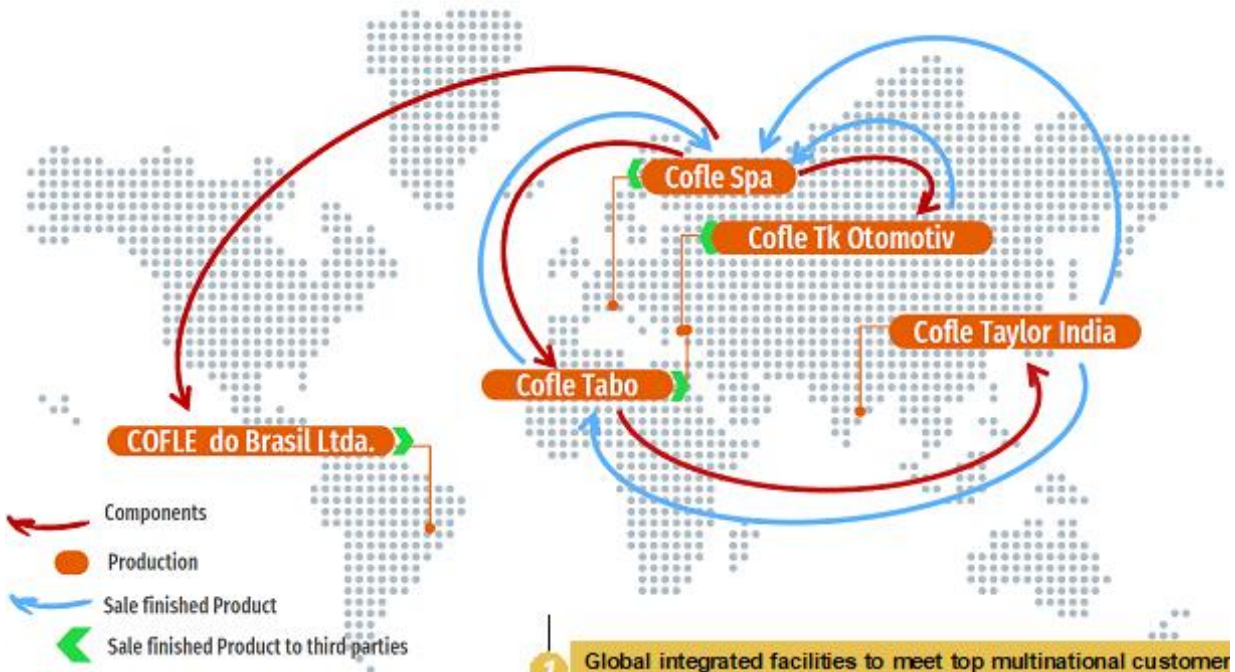 Cofle Spa
Cofle Tk Otomotiv
Cofle Taylor India
Cofle Tabo
COFLE do Brasil Ltda.
Components
Production
Sale finished Product
Sale finished Product to third parties
1
Global integrated facilities to meet top multinational customer